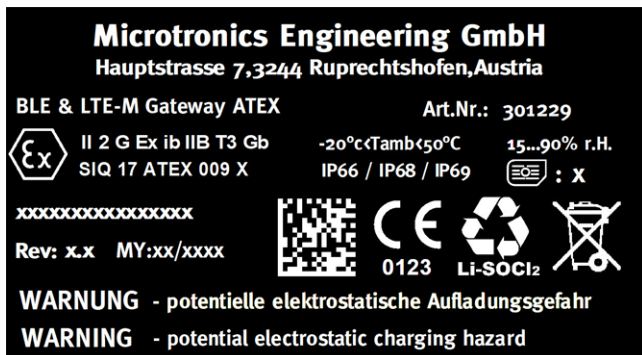 Microtronics Engineering GmbH
Hauptstrasse 7,3244 Ruprechtshofen,Austria
BLE & LTE-M Gateway ATEX Art.Nr.: 301229
Ex II 2 G Ex ib IIB T3 Gb -20°C<Tamb<50°C 15...90% r.H.
SIQ 17 ATEX 009 X IP66 / IP68 / IP69 : X
xxxxxxxxxxxxxxxx
Rev: x.x MY:xx/xxxx CE 0123 Li-SOCl₂
WARNUNG - potentielle elektrostatische Aufladungsgefahr
WARNING - potential electrostatic charging hazard